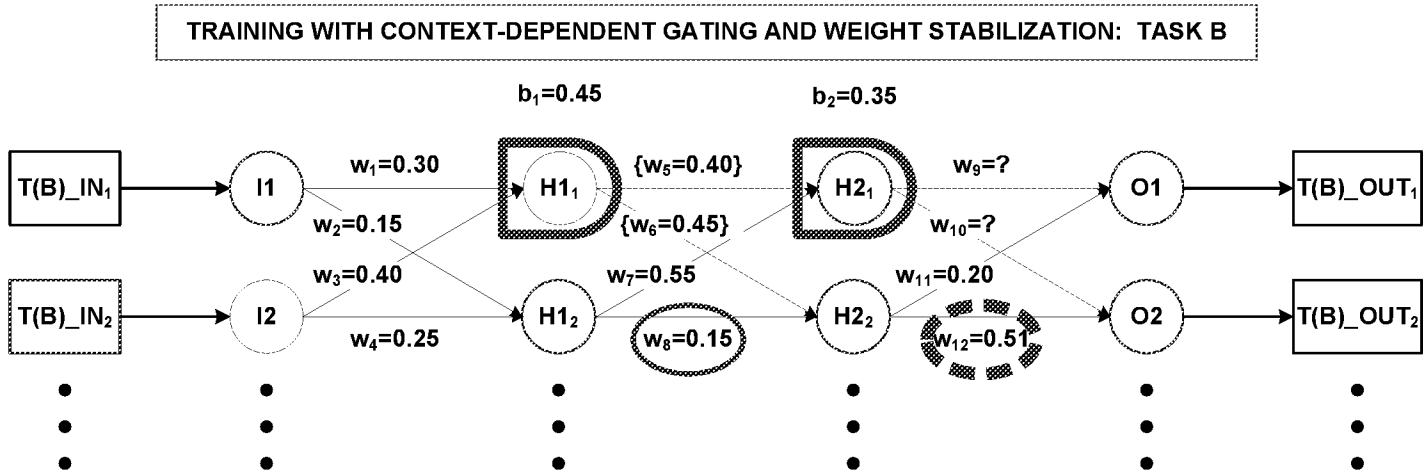 TRAINING WITH CONTEXT-DEPENDENT GATING AND WEIGHT STABILIZATION: TASK B
b₁=0.45
b₂=0.35
T(B)_IN₁
I1
w₁=0.30
H1₁
{w₅=0.40}
H2₁
w₉=?
O1
T(B)_OUT₁
w₂=0.15
{w₆=0.45}
w₁₀=?
w₃=0.40
w₇=0.55
w₁₁=0.20
T(B)_IN₂
I2
H1₂
H2₂
O2
T(B)_OUT₂
w₄=0.25
w₈=0.15
w₁₂=0.51